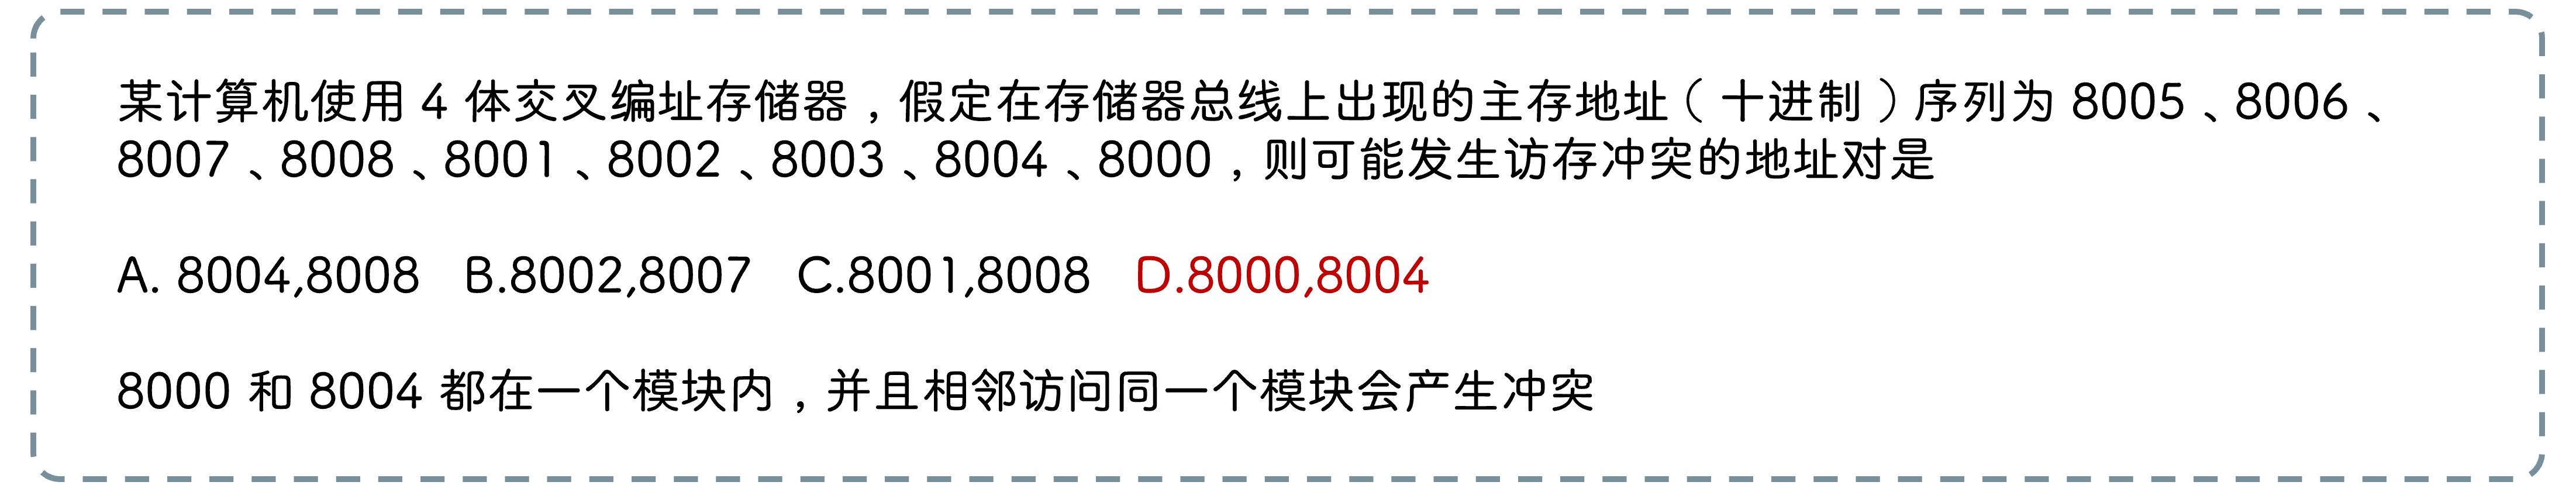 某计算机使用 4 体交叉编址存储器，假定在存储器总线上出现的主存地址（十进制）序列为 8005 、8006 、
8007 、8008 、8001 、8002 、8003 、8004 、8000 ，则可能发生访存冲突的地址对是
A. 8004,8008 B.8002,8007 C.8001,8008 D.8000,8004
8000 和 8004 都在一个模块内，并且相邻访问同一个模块会产生冲突